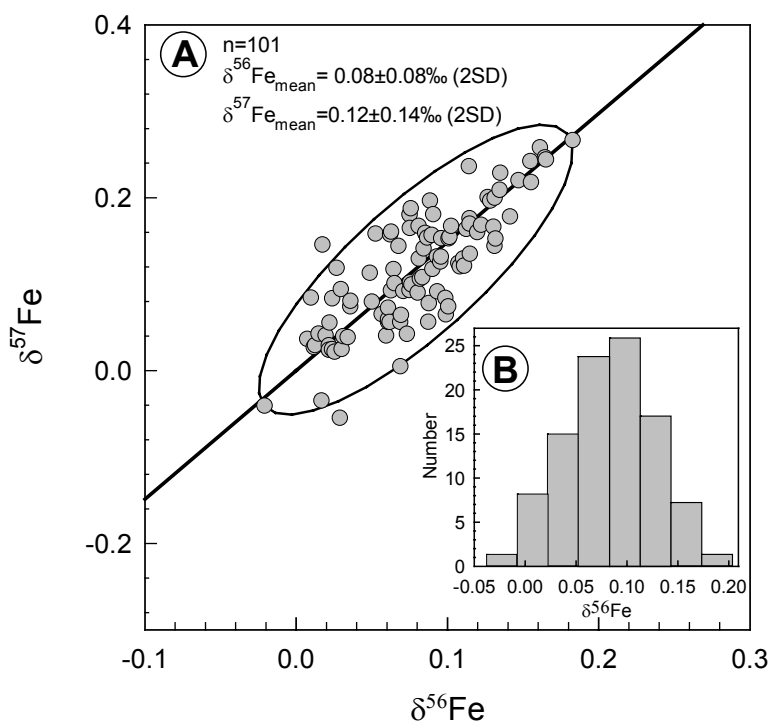 0.4
A
n=101
δ56Femean= 0.08±0.08‰ (2SD)
δ57Femean=0.12±0.14‰ (2SD)
0.2
δ57Fe
0.0
-0.2
-0.1
0.0
0.1
0.2
0.3
δ56Fe
B
25
20
15
10
5
0
Number
-0.05
0.00
0.05
0.10
0.15
0.20
δ56Fe